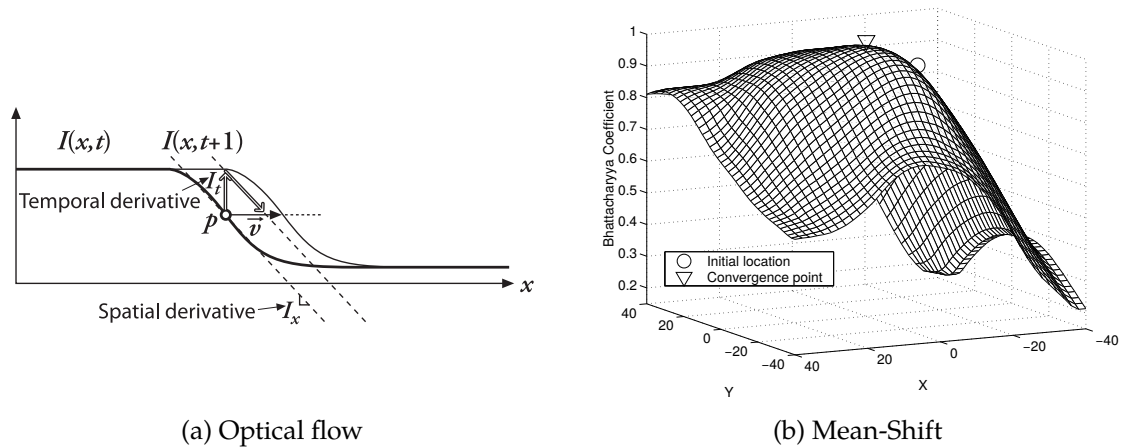 I(x,t)
I(x,t+1)
I_t
Temporal derivative
p
v
x
Spatial derivative
I_x
(a) Optical flow
1
0.9
0.8
0.7
0.6
0.5
0.4
0.3
0.2
Bhattacharyya Coefficient
Initial location
Convergence point
40
20
0
−20
−40
Y
40
20
0
−20
−40
X
(b) Mean-Shift